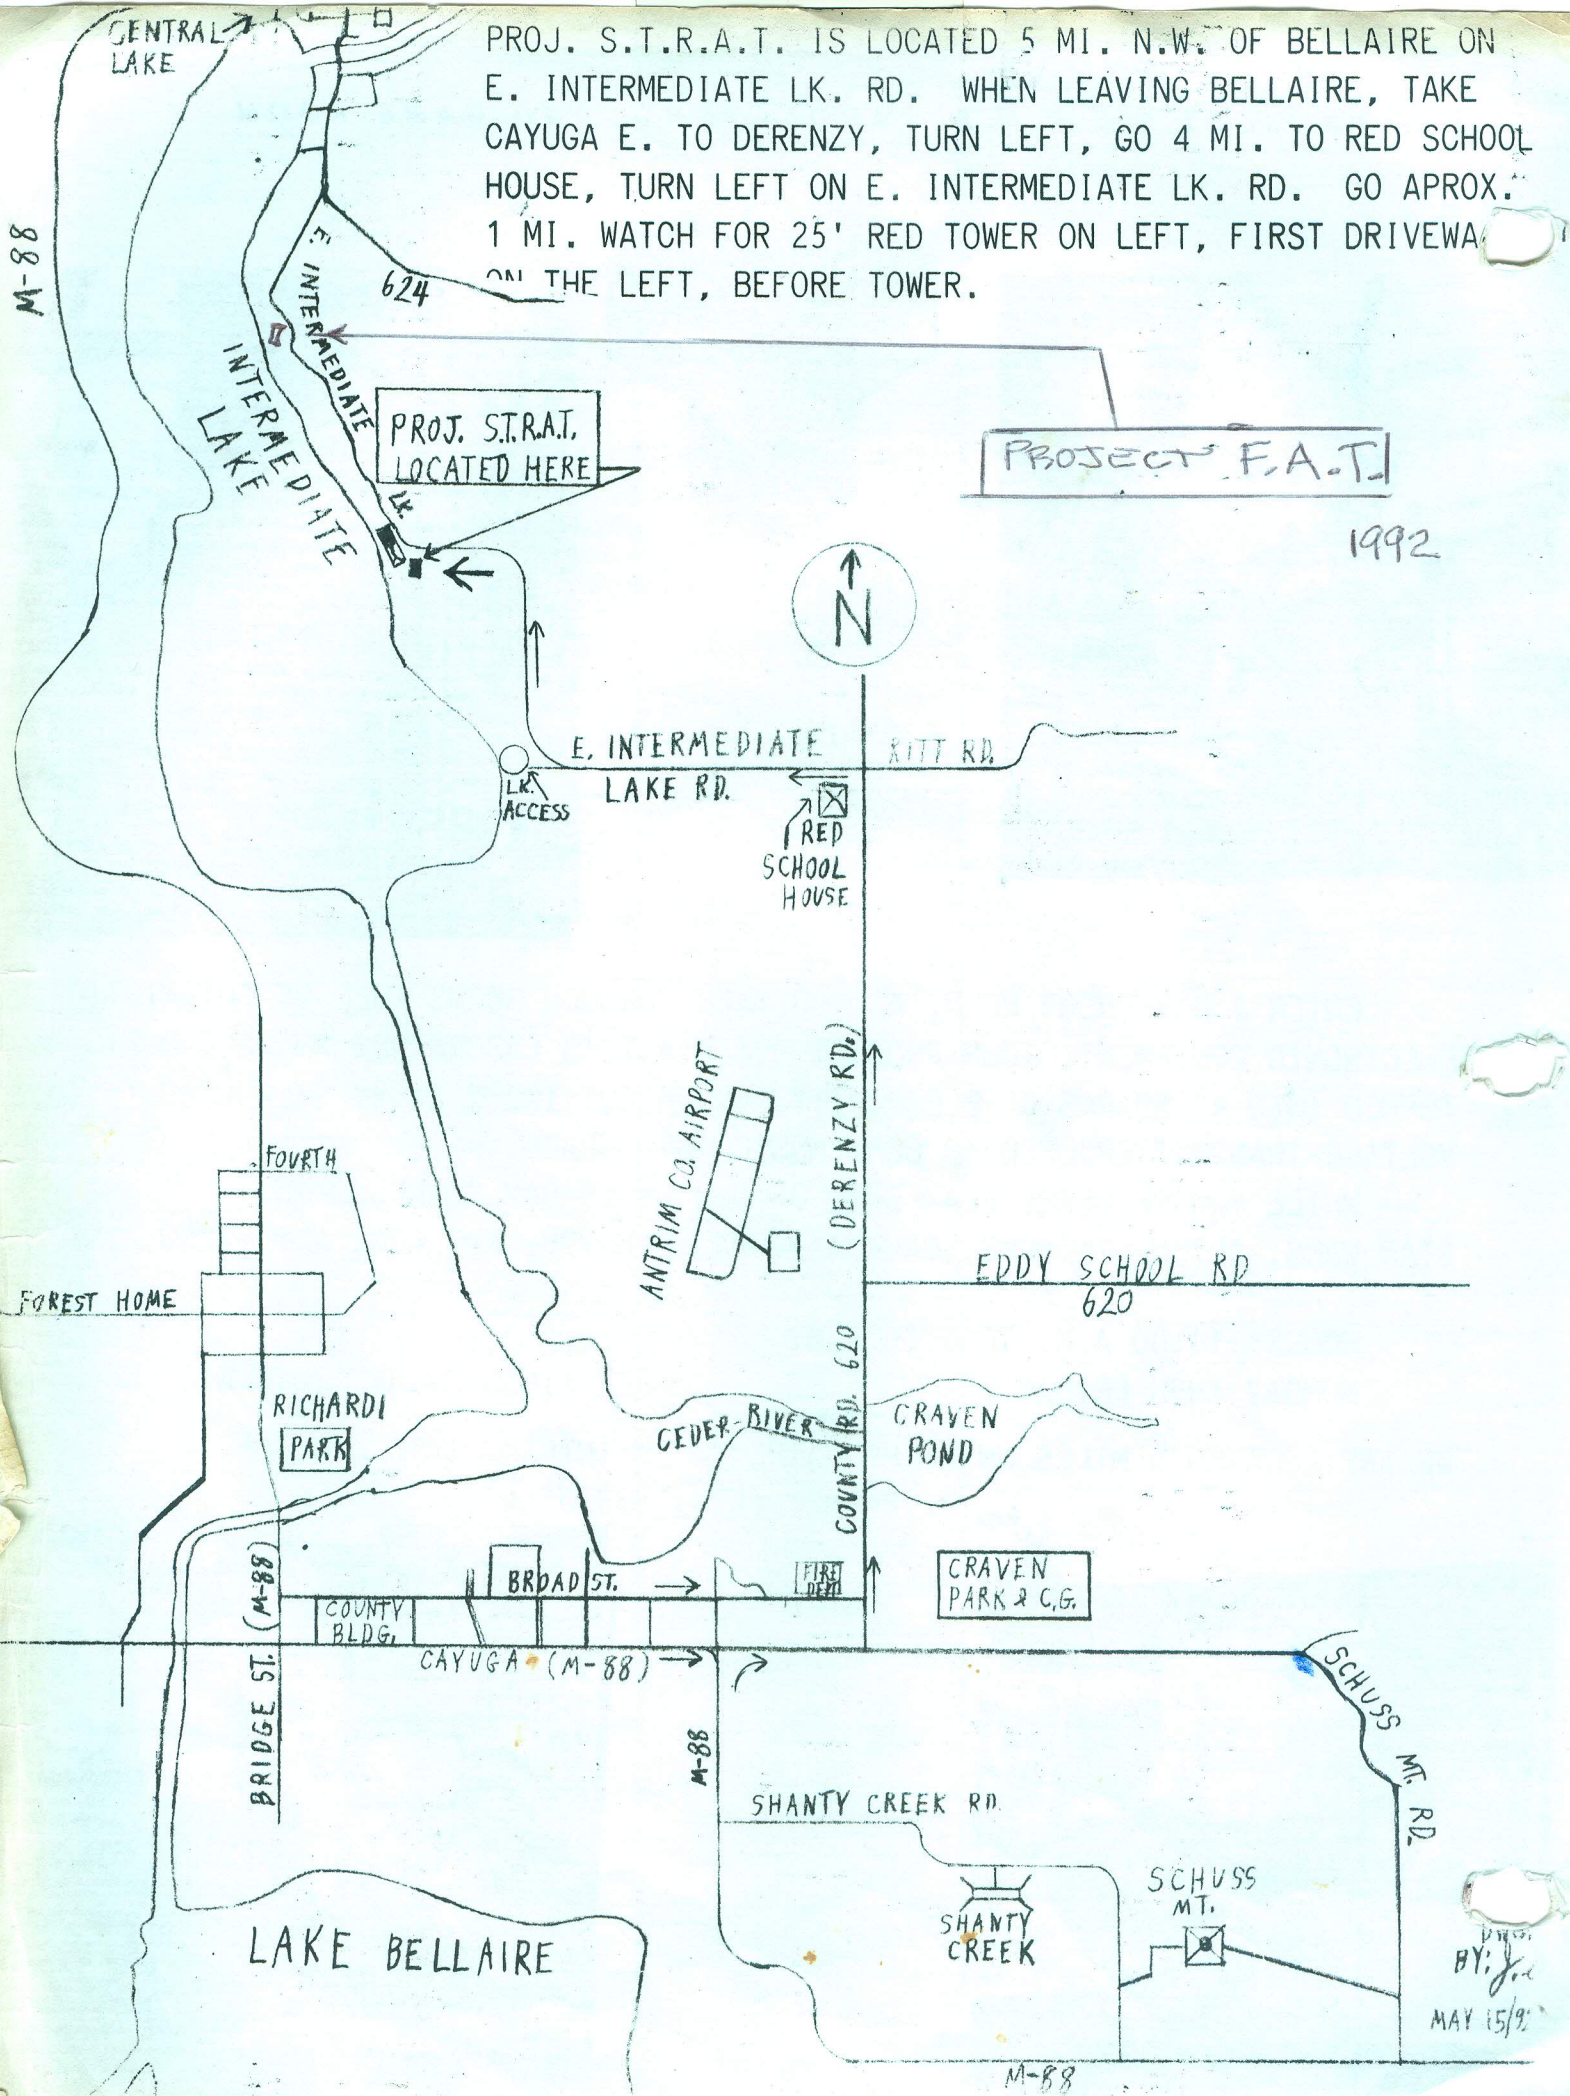 CENTRAL
LAKE
PROJ. S.T.R.A.T. IS LOCATED 5 MI. N.W. OF BELLAIRE ON
E. INTERMEDIATE LK. RD. WHEN LEAVING BELLAIRE, TAKE
CAYUGA E. TO DERENZY, TURN LEFT, GO 4 MI. TO RED SCHOOL
HOUSE, TURN LEFT ON E. INTERMEDIATE LK. RD. GO APROX.
1 MI. WATCH FOR 25' RED TOWER ON LEFT, FIRST DRIVEWA
ON THE LEFT, BEFORE TOWER.
M-88
624
E. INTERMEDIATE LK.
INTERMEDIATE
LAKE
PROJ. S.T.R.A.T.
LOCATED HERE
PROJECT F.A.T.
1992
N
E. INTERMEDIATE
LAKE RD.
RITT RD.
LK.
ACCESS
RED
SCHOOL
HOUSE
ANTRIM CO. AIRPORT
COUNTY RD. 620 (DERENZY RD.)
FOURTH
EDDY SCHOOL RD
620
FOREST HOME
RICHARDI
PARK
CEDER RIVER
CRAVEN
POND
BROAD ST.
FIRE
DEPT
CRAVEN
PARK & C.G.
COUNTY
BLDG.
CAYUGA (M-88)
BRIDGE ST. (M-88)
SCHUSS MT. RD.
M-88
SHANTY CREEK RD.
SHANTY
CREEK
SCHUSS
MT.
LAKE BELLAIRE
BY: J.
MAY 15/92
M-88